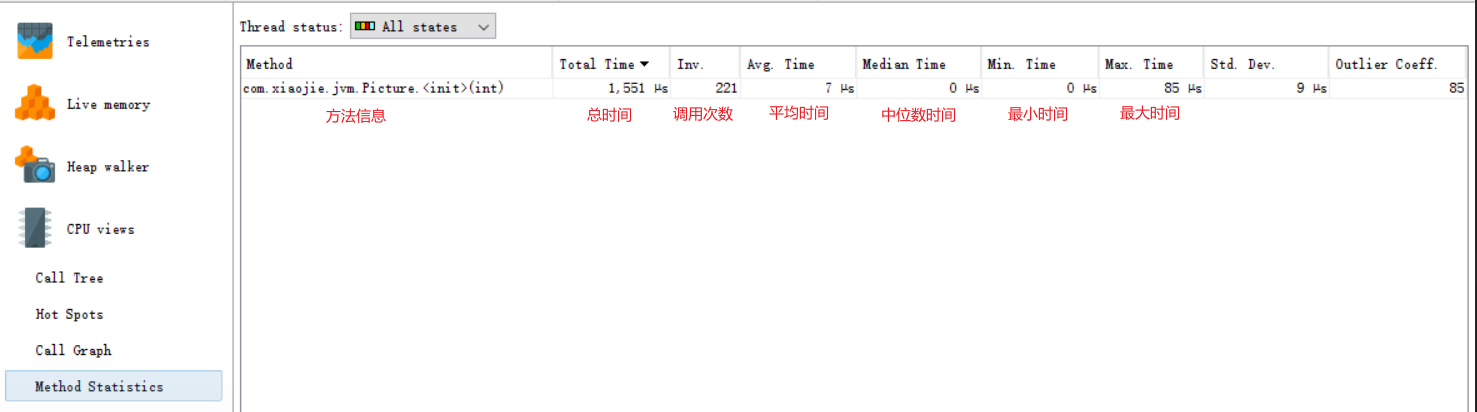 Telemetries
Live memory
Heap walker
CPU views
Call Tree
Hot Spots
Call Graph
Method Statistics
Thread status: All states
Method Total Time Inv. Avg. Time Median Time Min. Time Max. Time Std. Dev. Outlier Coeff.
com.xiaojie.jvm.Picture.<init>(int) 1,551 μs 221 7 μs 0 μs 0 μs 85 μs 9 μs 85
方法信息 总时间 调用次数 平均时间 中位数时间 最小时间 最大时间